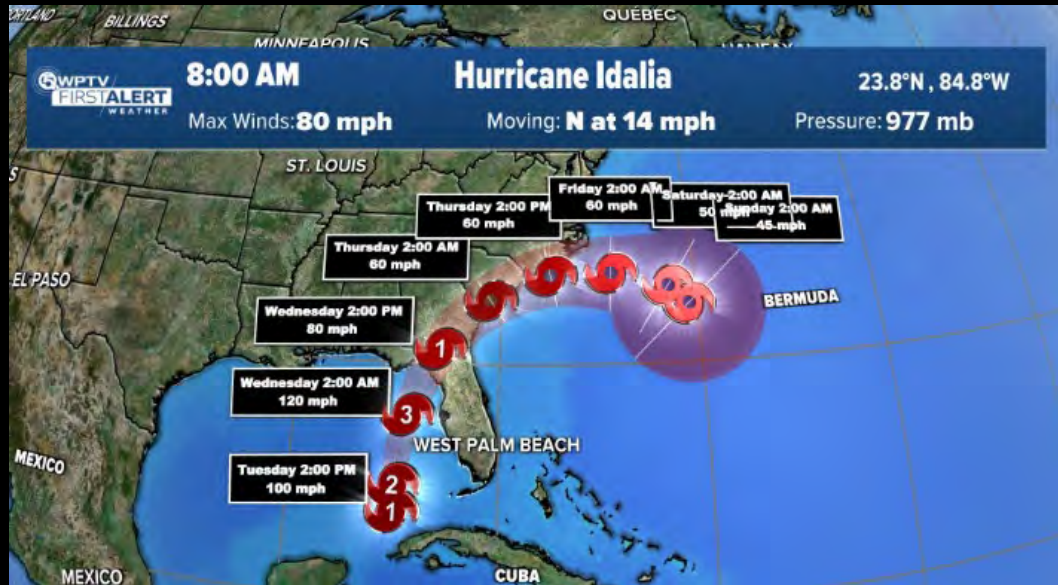 PORTLAND
BILLINGS
QUÉBEC
MINNEAPOLIS
HALIFAX
5 WPTV
FIRST ALERT
WEATHER
8:00 AM
Hurricane Idalia
23.8°N , 84.8°W
Max Winds: 80 mph
Moving: N at 14 mph
Pressure: 977 mb
ST. LOUIS
S
Friday 2:00 AM
60 mph
Saturday 2:00 AM
50 mph
Sunday 2:00 AM
45 mph
Thursday 2:00 PM
60 mph
Thursday 2:00 AM
60 mph
EL PASO
BERMUDA
Wednesday 2:00 PM
80 mph
1
Wednesday 2:00 AM
120 mph
3
WEST PALM BEACH
MEXICO
Tuesday 2:00 PM
100 mph
2
1
MEXICO
CUBA